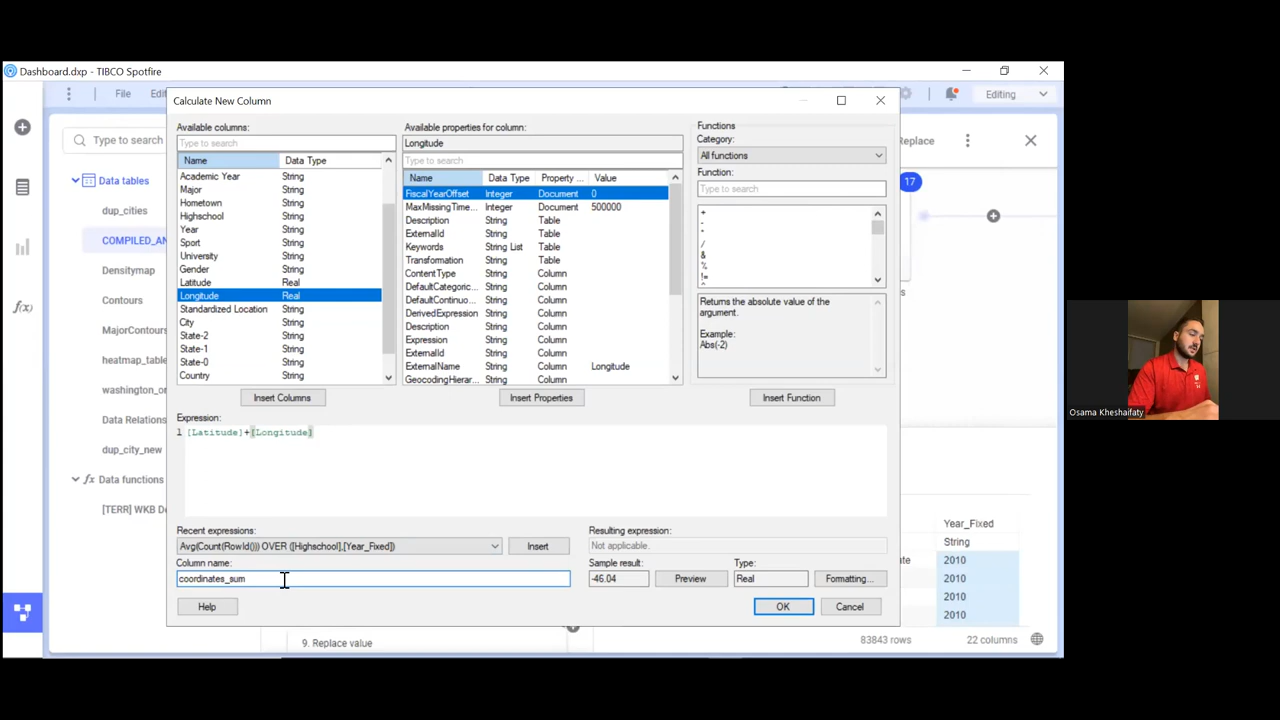 Dashboard.dxp - TIBCO Spotfire
File
Edi
Editing
Type to search
Data tables
dup_cities
COMPILED_AN
Densitymap
Contours
MajorContours
heatmap_table
washington_or
Data Relations
dup_city_new
Data functions
[TERR] WKB De
Calculate New Column
Available columns:
Type to search
Name Data Type
Academic Year String
Major String
Hometown String
Highschool String
Year String
Sport String
University String
Gender String
Latitude Real
Longitude Real
Standardized Location String
City String
State-2 String
State-1 String
State-0 String
Country String
Insert Columns
Available properties for column:
Longitude
Type to search
Name Data Type Property ... Value
FiscalYearOffset Integer Document 0
MaxMissingTime... Integer Document 500000
Description String Table
ExternalId String Table
Keywords String List Table
Transformation String Table
ContentType String Column
DefaultCategoric... String Column
DefaultContinuo... String Column
DerivedExpression String Column
Description String Column
Expression String Column
ExternalId String Column
ExternalName String Column Longitude
GeocodingHierar... String Column
Insert Properties
Functions
Category:
All functions
Function:
Type to search
+
-
*
/
&
%
!=
^
Returns the absolute value of the
argument.
Example:
Abs(-2)
Insert Function
Expression:
1 [Latitude]+[Longitude]
Recent expressions:
Avg(Count(RowId())) OVER ([Highschool],[Year_Fixed])
Insert
Resulting expression:
Not applicable.
Column name:
coordinates_sum
Sample result:
-46.04
Preview
Type:
Real
Formatting...
Help
OK
Cancel
Replace
17
s
Year_Fixed
String
2010
2010
2010
2010
9. Replace value
83843 rows
22 columns
Osama Kheshaifaty